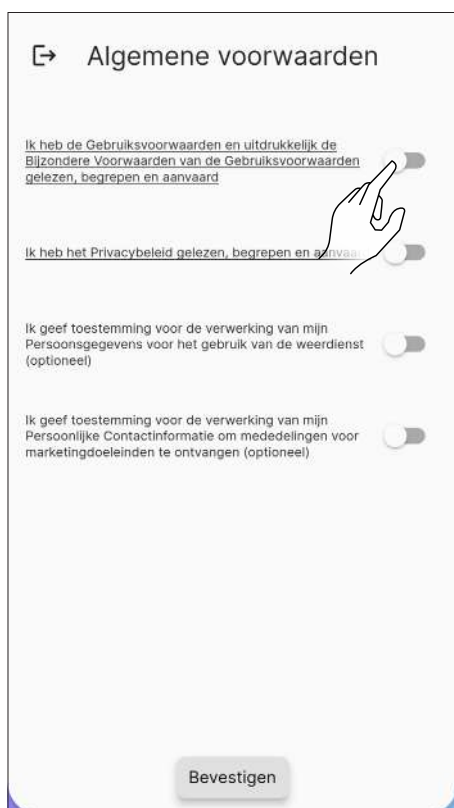 Algemene voorwaarden
Ik heb de Gebruiksvoorwaarden en uitdrukkelijk de
Bijzondere Voorwaarden van de Gebruiksvoorwaarden
gelezen, begrepen en aanvaard
Ik heb het Privacybeleid gelezen, begrepen en
Ik geef toestemming voor de verwerking van mijn
Persoonsgegevens voor het gebruik van de weerdienst
(optioneel)
Ik geef toestemming voor de verwerking van mijn
Persoonlijke Contactinformatie om mededelingen voor
marketingdoeleinden te ontvangen (optioneel)
Bevestigen